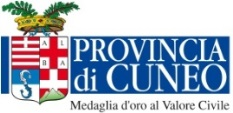 A L
B A
PROVINCIA
di CUNEO
Medaglia d'oro al Valore Civile